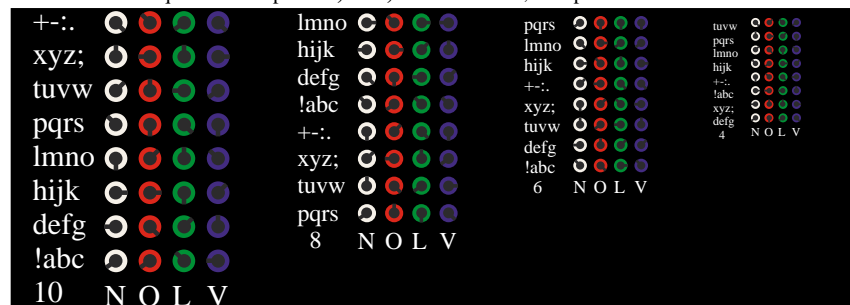 +-:.
xyz;
tuvw
pqrs
lmno
hijk
defg
!abc
10 N O L V
lmno
hijk
defg
!abc
+-:.
xyz;
tuvw
pqrs
8 N O L V
pqrs
lmno
hijk
+-:.
xyz;
tuvw
defg
!abc
6 N O L V
tuvw
pqrs
lmno
hijk
+-:.
!abc
xyz;
defg
4 N O L V